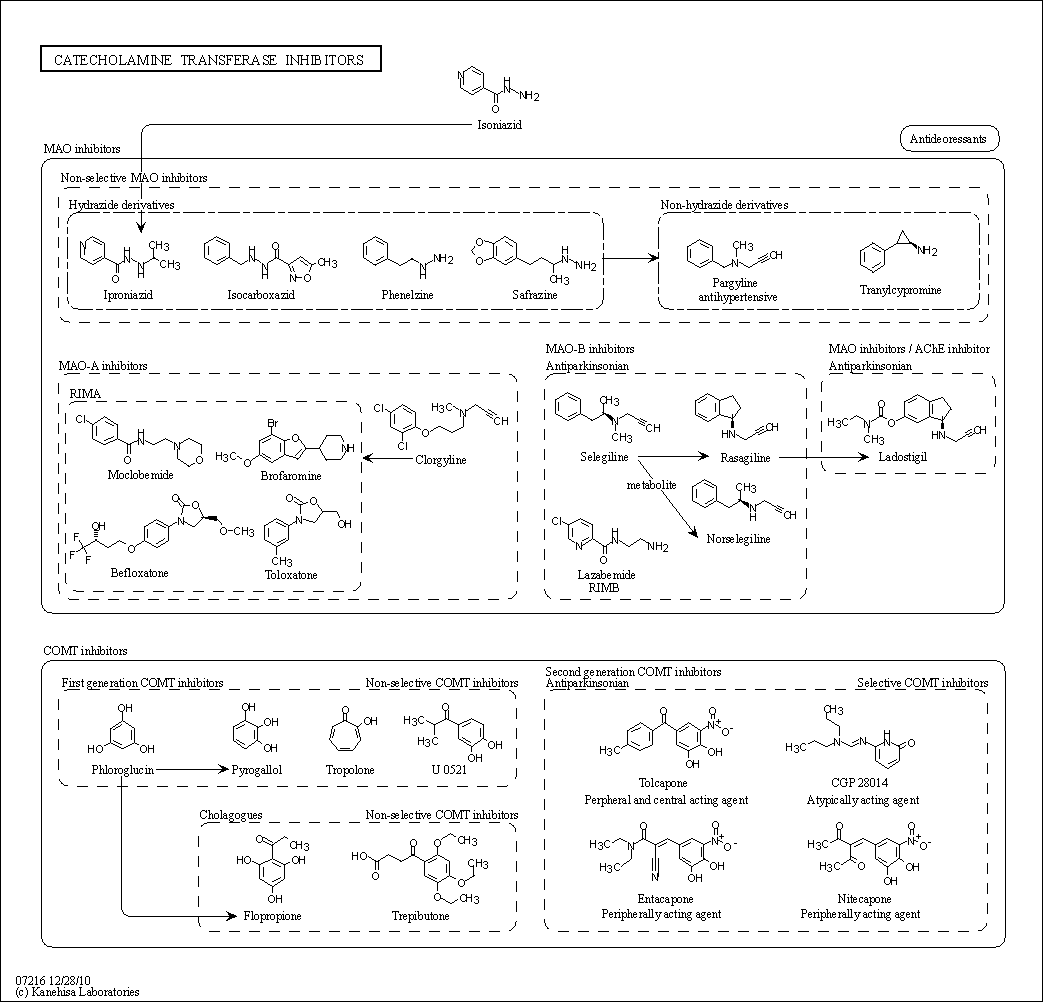 CATECHOLAMINE TRANSFERASE INHIBITORS
N
O
H
N
NH2
Isoniazid
Antideoressants
MAO inhibitors
Non-selective MAO inhibitors
Hydrazide derivatives
Non-hydrazide derivatives
Iproniazid
Isocarboxazid
Phenelzine
Safrazine
Pargyline
antihypertensive
Tranylcypromine
MAO-A inhibitors
MAO-B inhibitors
Antiparkinsonian
MAO inhibitors / AChE inhibitor
Antiparkinsonian
RIMA
Moclobemide
Brofaromine
Clorgyline
Selegiline
Rasagiline
Ladostigil
metabolite
Norselegiline
Befloxatone
Toloxatone
Lazabemide
RIMB
COMT inhibitors
First generation COMT inhibitors
Non-selective COMT inhibitors
Second generation COMT inhibitors
Antiparkinsonian
Selective COMT inhibitors
Phloroglucin
Pyrogallol
Tropolone
U 0521
Tolcapone
Perpheral and central acting agent
CGP 28014
Atypically acting agent
Cholagogues
Non-selective COMT inhibitors
Flopropione
Trepibutone
Entacapone
Peripherally acting agent
Nitecapone
Peripherally acting agent
07216 12/28/10
(c) Kanehisa Laboratories